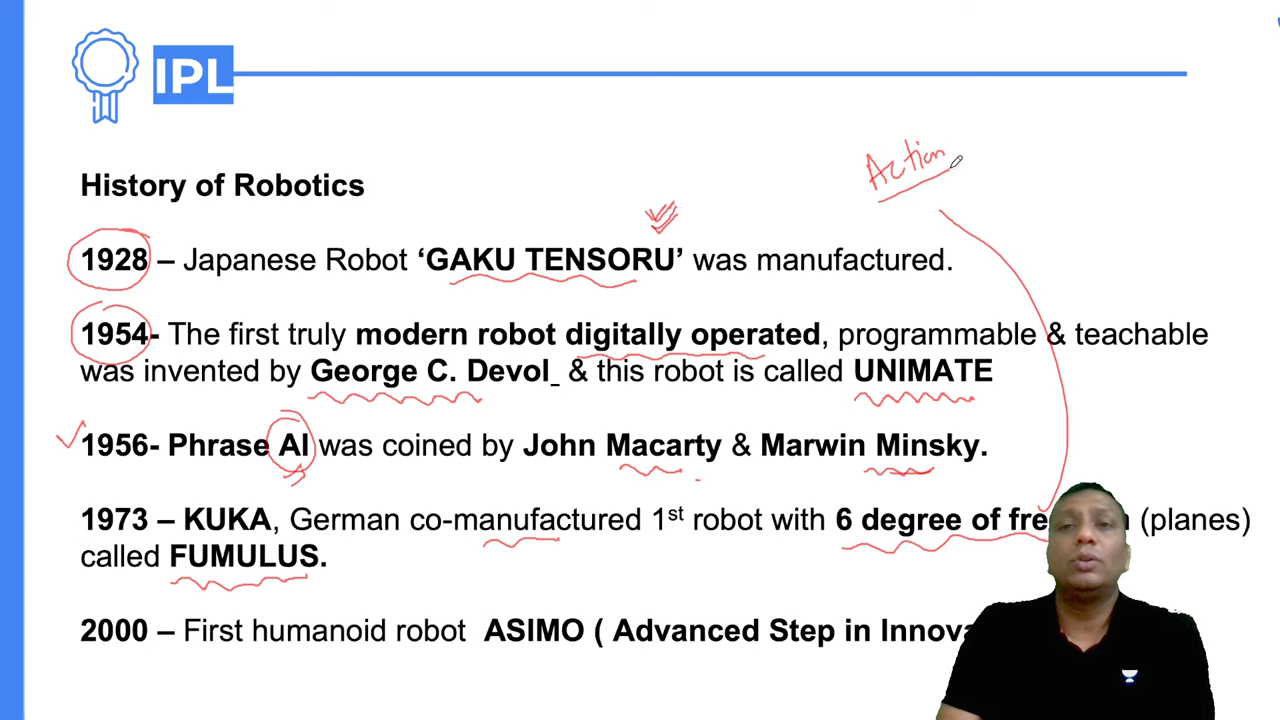 IPL
Action
History of Robotics
1928 – Japanese Robot ‘GAKU TENSORU’ was manufactured.
1954- The first truly modern robot digitally operated, programmable & teachable
was invented by George C. Devol & this robot is called UNIMATE
1956- Phrase AI was coined by John Macarty & Marwin Minsky.
1973 – KUKA, German co-manufactured 1st robot with 6 degree of fre (planes)
called FUMULUS.
2000 – First humanoid robot ASIMO ( Advanced Step in Innova